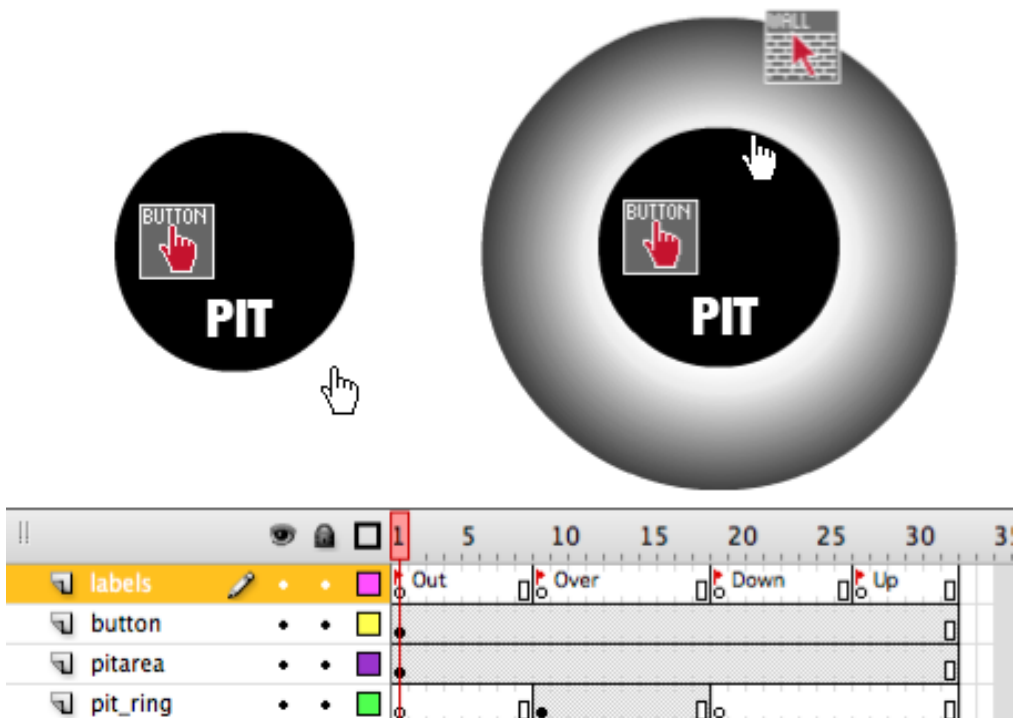 WALL
BUTTON
BUTTON
PIT
PIT
1 5 10 15 20 25 30
labels Out Over Down Up
button
pitarea
pit_ring